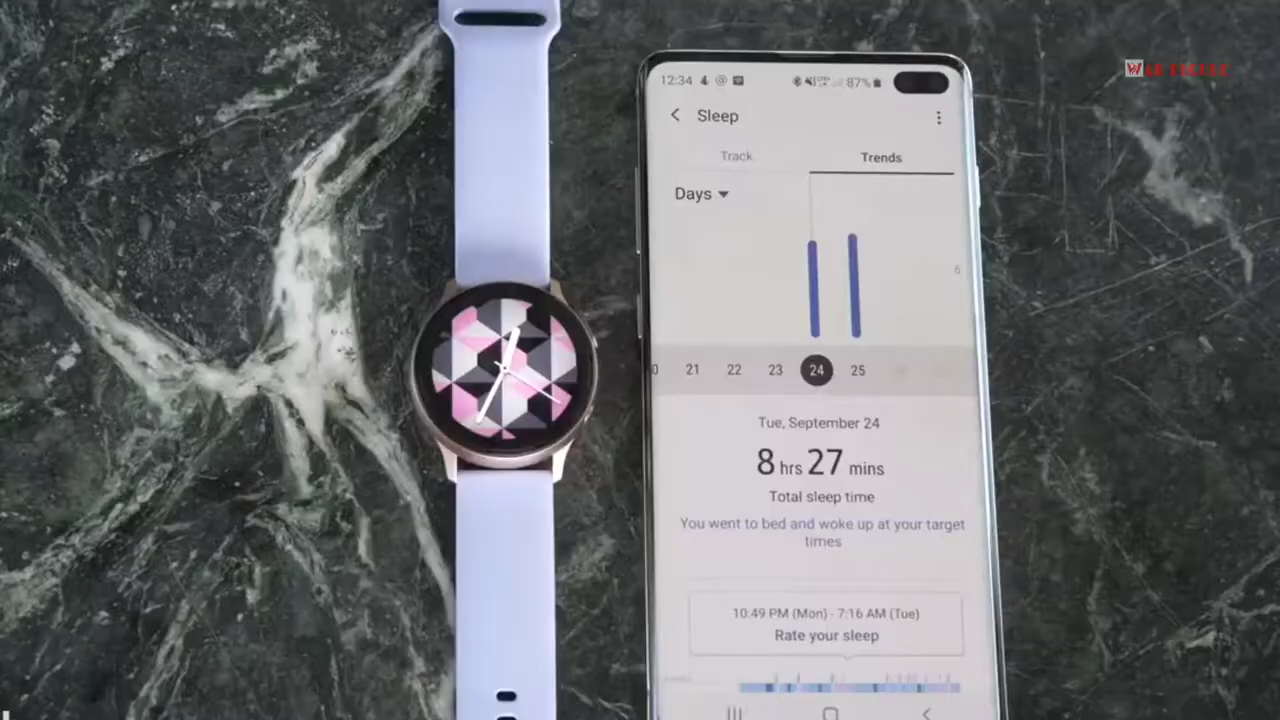 12:34
87%
Sleep
Track
Trends
Days
6
0 21 22 23 24 25
Tue, September 24
8 hrs 27 mins
Total sleep time
You went to bed and woke up at your target
times
10:49 PM (Mon) - 7:16 AM (Tue)
Rate your sleep